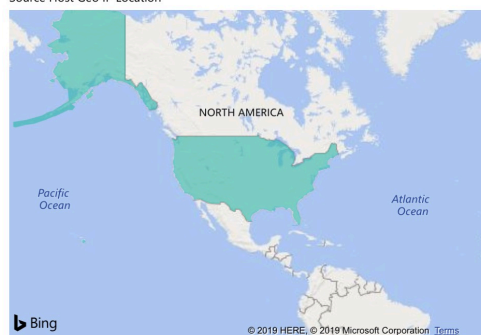 Source Host Geo IP Location
NORTH AMERICA
Pacific
Ocean
Atlantic
Ocean
Bing
© 2019 HERE, © 2019 Microsoft Corporation Terms